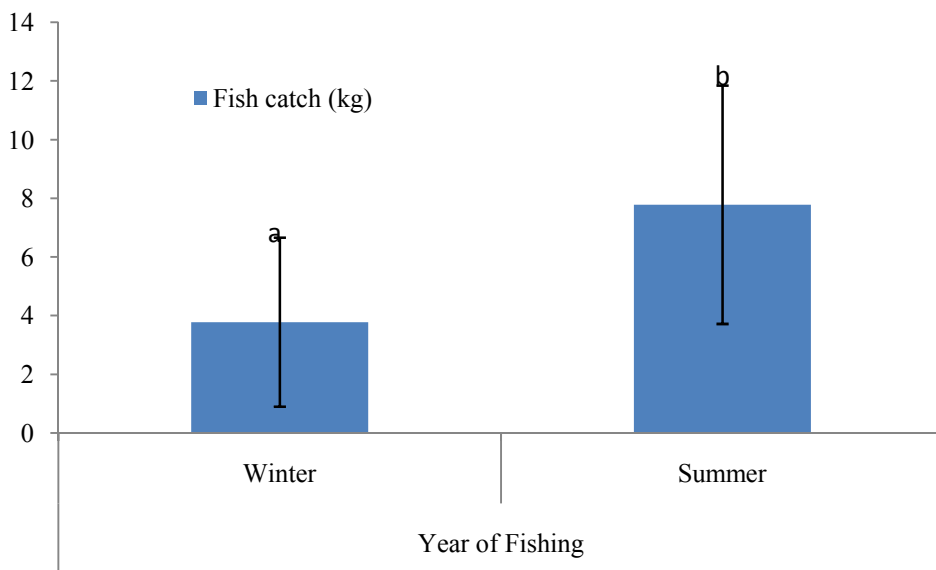 14
12
10
8
6
4
2
0
Fish catch (kg)
a
b
Winter
Summer
Year of Fishing